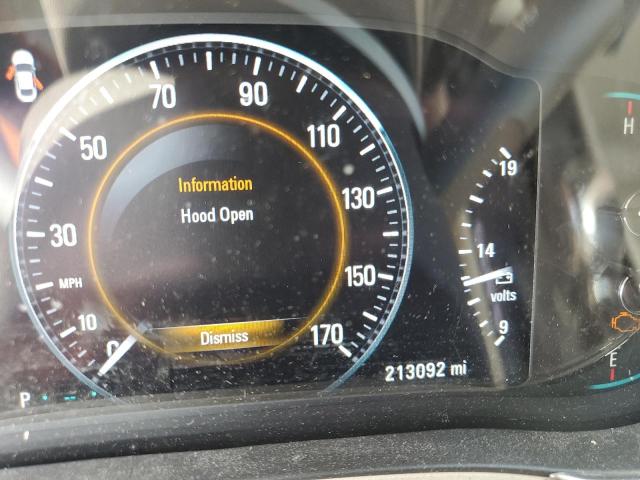 70
90
50
110
19
H
Information
Hood Open
130
30
14
MPH
150
volts
10
Dismiss
170
9
0
213092 mi
E
P